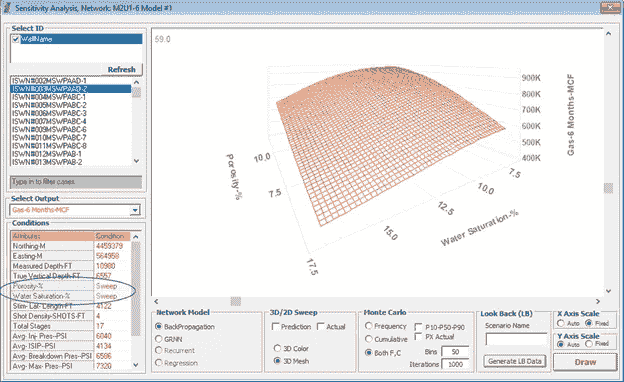 Sensitivity Analysis, Network: M2U1-6 Model #1
Select ID
WellName
Refresh
ISWN#002MSWPAAD-1
ISWN#003MSWPAAD-2
ISWN#004MSWPABC-1
ISWN#005MSWPABC-2
ISWN#006MSWPABC-3
ISWN#007MSWPABC-4
ISWN#009MSWPABC-6
ISWN#010MSWPABC-7
ISWN#011MSWPABC-8
ISWN#012MSWPAB-1
ISWN#013MSWPAB-2
Type in to filter cases
Select Output
Gas-6 Months-MCF
Conditions
Attributes Condition
Northing-M 4459379
Easting-M 564958
Measured Depth-FT 10980
True Vertical Depth-FT 6557
Porosity-% Sweep
Water Saturation-% Sweep
Stim-Lat-Length-FT 4122
Shot Density-SHOTS-FT 4
Total Stages 17
Avg-Inj-Pres-PSI 6040
Avg-ISIP-PSI 4134
Avg-Breakdown Pres-PSI 6506
Avg-Max Pres-PSI 7320
59.0
900K
800K
700K
600K
500K
400K
Gas-6 Months-MCF
Porosity-%
10.0
7.5
Water Saturation-%
7.5
10.0
12.5
15.0
17.5
Network Model
BackPropagation
GRNN
Recurrent
Regression
3D/2D Sweep
Prediction Actual
3D Color
3D Mesh
Monte Carlo
Frequency P10-P50-P90
Cumulative PX Actual
Both F,C Bins 50
Iterations 1000
Look Back (LB)
Scenario Name
Generate LB Data
X Axis Scale
Auto Fixed
Y Axis Scale
Auto Fixed
Draw